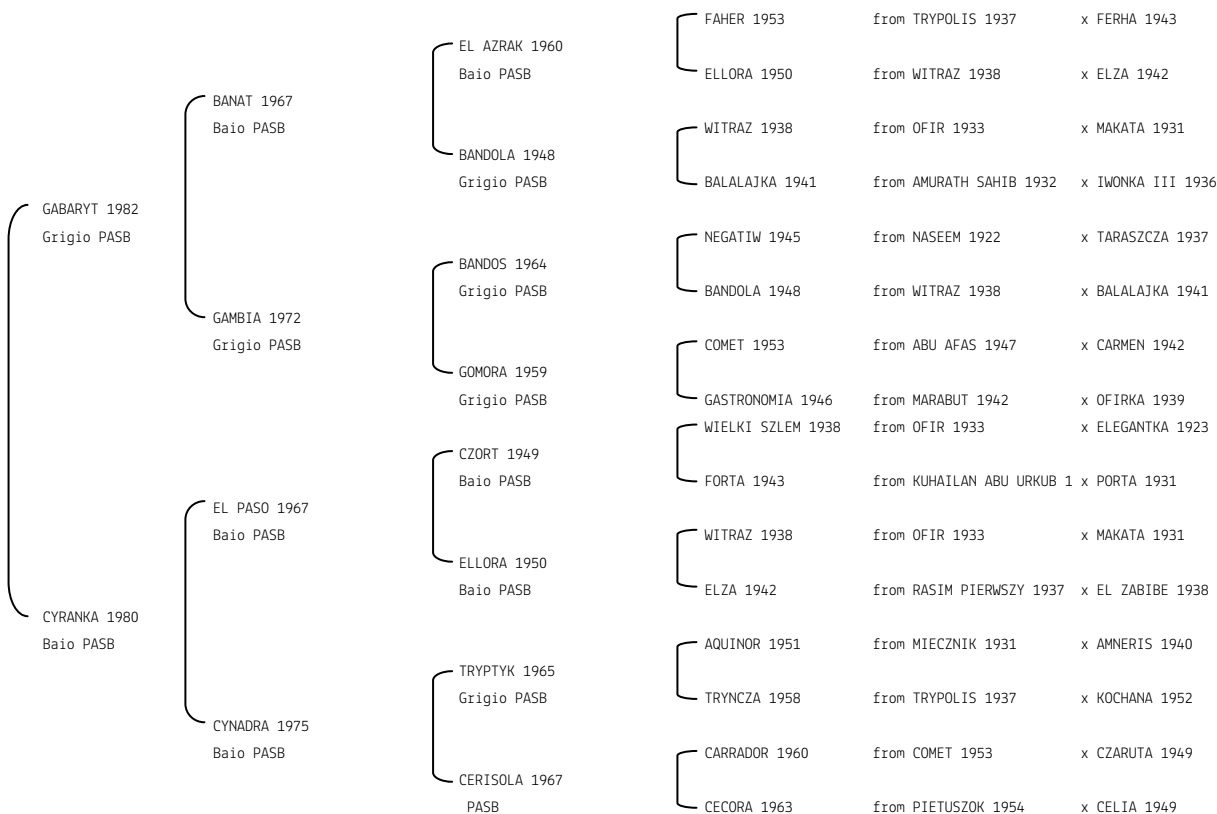 FAHER 1953 from TRYPOLIS 1937 x FERHA 1943
EL AZRAK 1960
Baio PASB
ELLORA 1950 from WITRAZ 1938 x ELZA 1942
BANAT 1967
Baio PASB
WITRAZ 1938 from OFIR 1933 x MAKATA 1931
BANDOLA 1948
Grigio PASB
BALALAJKA 1941 from AMURATH SAHIB 1932 x IWONKA III 1936
GABARYT 1982
Grigio PASB
NEGATIW 1945 from NASEEM 1922 x TARASZCZA 1937
BANDOS 1964
Grigio PASB
BANDOLA 1948 from WITRAZ 1938 x BALALAJKA 1941
GAMBIA 1972
Grigio PASB
COMET 1953 from ABU AFAS 1947 x CARMEN 1942
GOMORA 1959
Grigio PASB
GASTRONOMIA 1946 from MARABUT 1942 x OFIRKA 1939
WIELKI SZLEM 1938 from OFIR 1933 x ELEGANTKA 1923
CZORT 1949
Baio PASB
FORTA 1943 from KUHAILAN ABU URKUB 1 x PORTA 1931
EL PASO 1967
Baio PASB
WITRAZ 1938 from OFIR 1933 x MAKATA 1931
ELLORA 1950
Baio PASB
ELZA 1942 from RASIM PIERWSZY 1937 x EL ZABIBE 1938
CYRANKA 1980
Baio PASB
AQUINOR 1951 from MIECZNIK 1931 x AMNERIS 1940
TRYPTYK 1965
Grigio PASB
TRYNCZA 1958 from TRYPOLIS 1937 x KOCHANA 1952
CYNADRA 1975
Baio PASB
CARRADOR 1960 from COMET 1953 x CZARUTA 1949
CERISOLA 1967
PASB
CECORA 1963 from PIETUSZOK 1954 x CELIA 1949